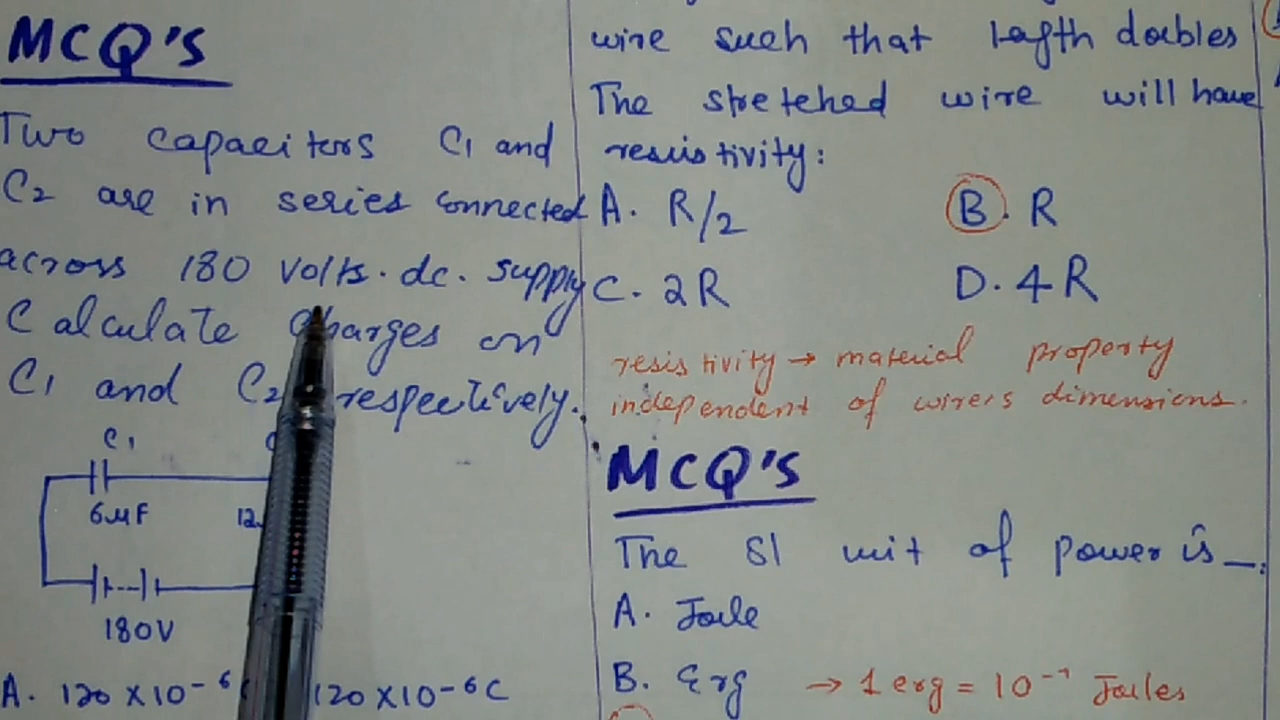 MCQ'S
Two capacitors C1 and
C2 are in series connected
across 180 volts. dc. supply
Calculate charges on
C1 and C2 respectively.
C1
6μF
12
180V
A. 120 X 10-6 120 X 10-6 C
wire such that length doubles
The stretched wire will have
resistivity:
A. R/2
B. R
C. 2R
D. 4R
resistivity → material property
independent of wirers dimensions.
MCQ'S
The SI unit of power is _.
A. Joule
B. Erg → 1 erg = 10-7 Joules